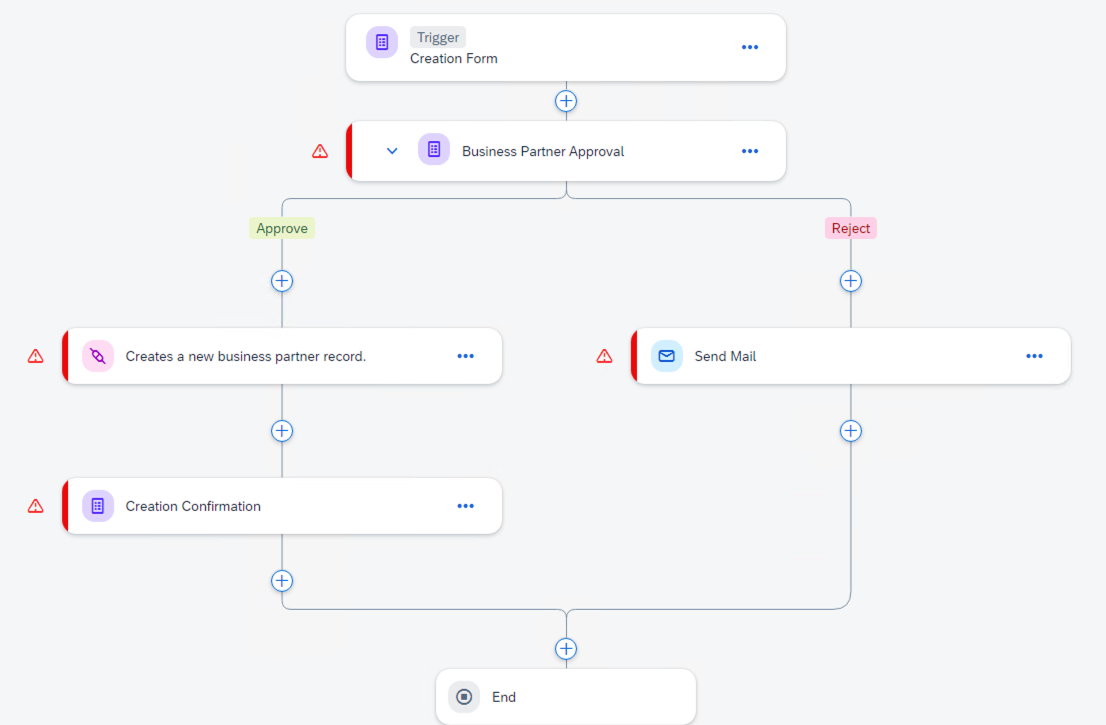 Trigger
Creation Form
Business Partner Approval
Approve
Reject
Creates a new business partner record.
Send Mail
Creation Confirmation
End